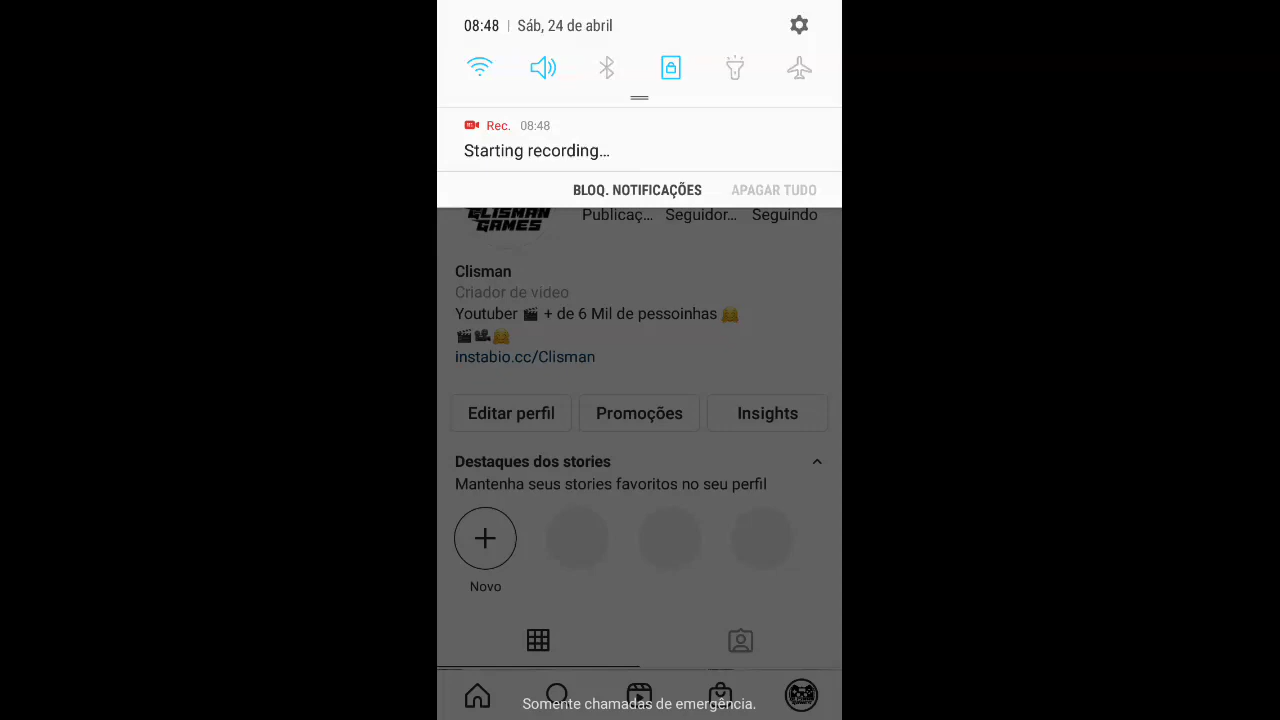 08:48 | Sáb, 24 de abril
Rec. 08:48
Starting recording...
BLOQ. NOTIFICAÇÕES APAGAR TUDO
CLISMAN
GAMES
Publicaç... Seguidor... Seguindo
Clisman
Criador de vídeo
Youtuber 🎬 + de 6 Mil de pessoinhas 🤗
🎬📽🤗
instabio.cc/Clisman
Editar perfil Promoções Insights
Destaques dos stories
Mantenha seus stories favoritos no seu perfil
Novo
Somente chamadas de emergência.